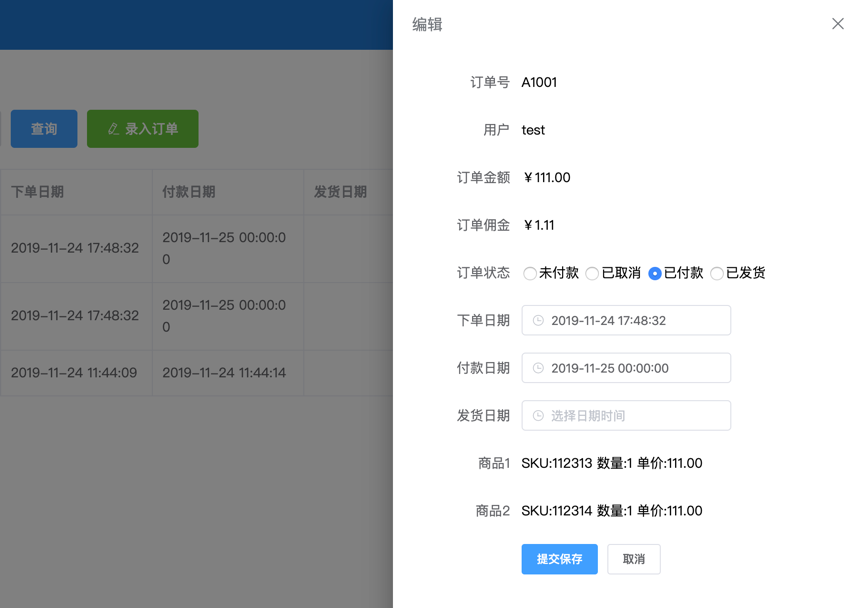 查询
录入订单
下单日期 付款日期 发货日期
2019-11-24 17:48:32 2019-11-25 00:00:0
0
2019-11-24 17:48:32 2019-11-25 00:00:0
0
2019-11-24 11:44:09 2019-11-24 11:44:14
编辑
订单号 A1001
用户 test
订单金额 ¥111.00
订单佣金 ¥1.11
订单状态 未付款 已取消 已付款 已发货
下单日期 2019-11-24 17:48:32
付款日期 2019-11-25 00:00:00
发货日期 选择日期时间
商品1 SKU:112313 数量:1 单价:111.00
商品2 SKU:112314 数量:1 单价:111.00
提交保存 取消